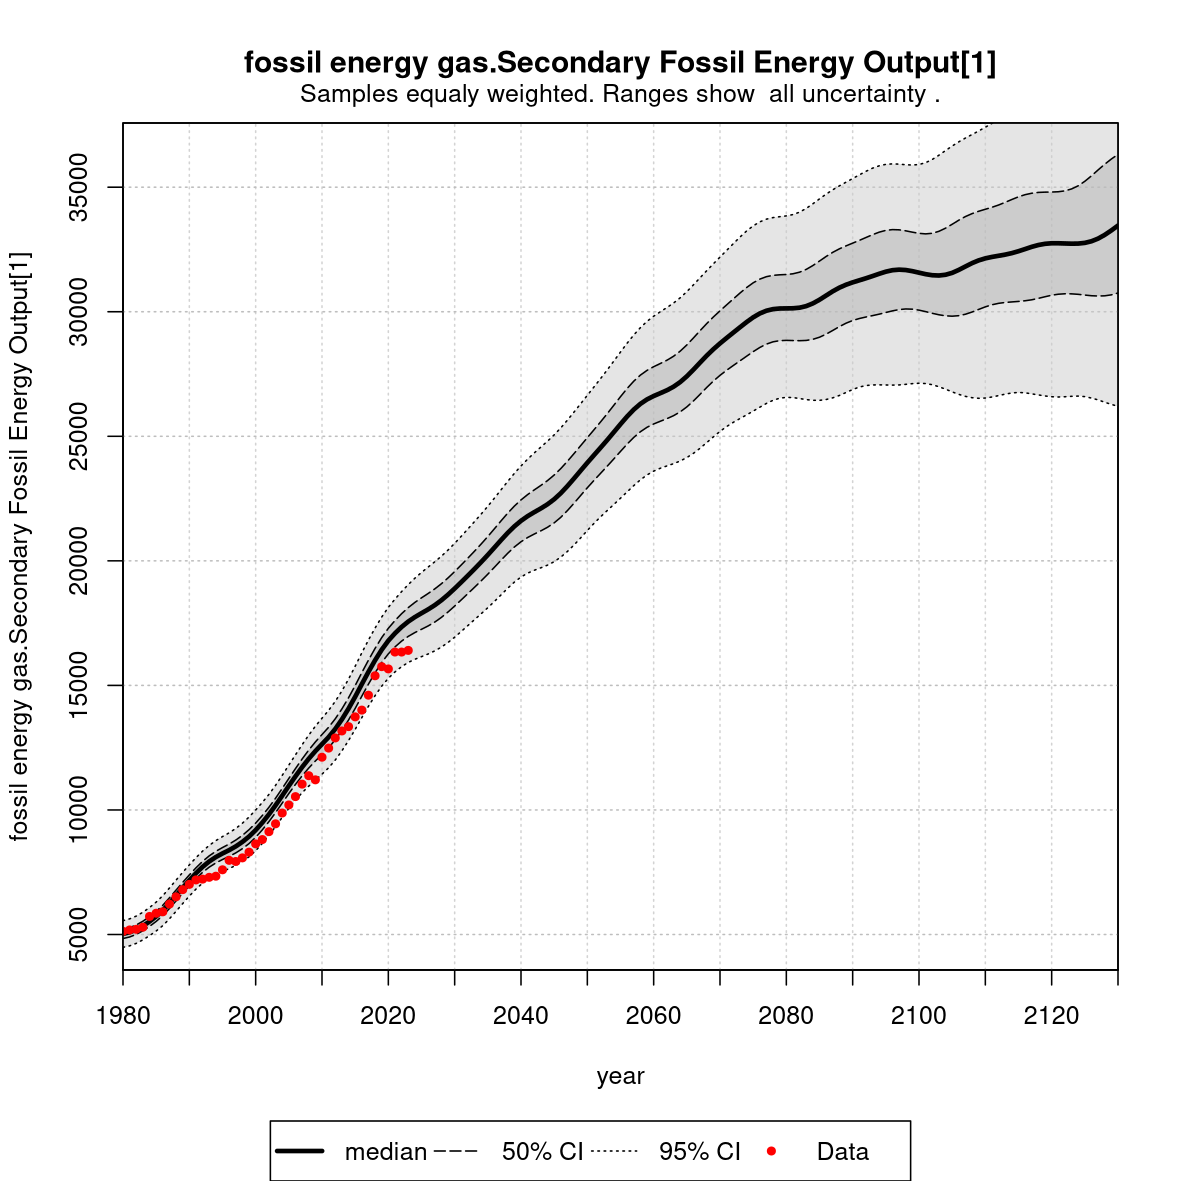 fossil energy gas.Secondary Fossil Energy Output[1]
Samples equaly weighted. Ranges show  all uncertainty .
fossil energy gas.Secondary Fossil Energy Output[1]
35000
30000
25000
20000
15000
10000
5000
1980 2000 2020 2040 2060 2080 2100 2120
year
median 50% CI 95% CI Data